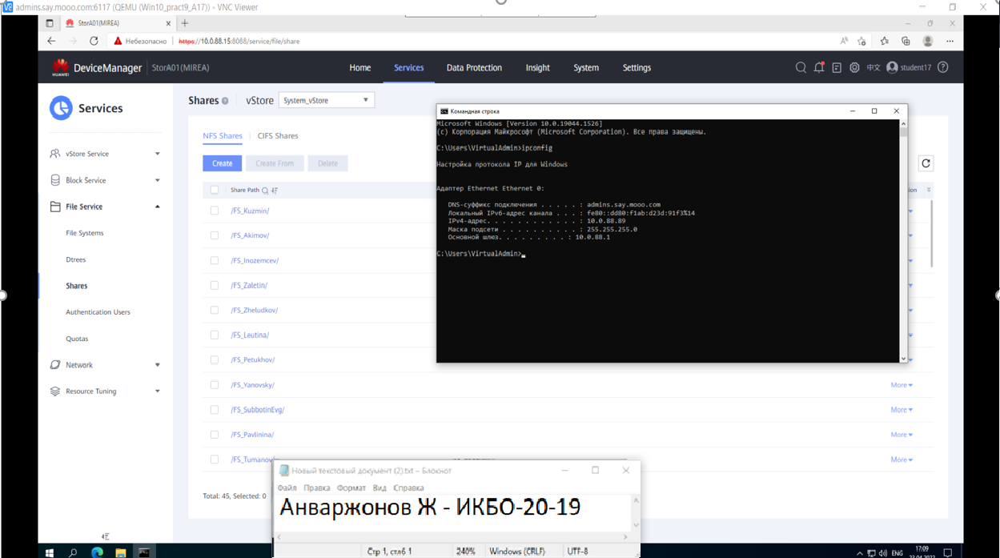 admins.say.mooo.com:6117 (QEMU (Win10_pract9_A17)) - VNC Viewer
StorA01(MIREA)
Небезопасно https://10.0.88.15:8088/service/file/share
HUAWEI DeviceManager StorA01(MIREA) Home Services Data Protection Insight System Settings 中文 student17
Services
vStore Service
Block Service
File Service
File Systems
Dtrees
Shares
Authentication Users
Quotas
Network
Resource Tuning
Shares vStore System_vStore
NFS Shares CIFS Shares
Create Create From Delete
Share Path
/FS_Kuzmin/
/FS_Akimov/
/FS_Inozemcev/
/FS_Zaletin/
/FS_Zheludkov/
/FS_Leutina/
/FS_Petukhov/
/FS_Yanovsky/ More
/FS_SubbotinEvg/ More
/FS_Pavlinina/ More
/FS_Tumanov More
Total: 45, Selected: 0
Командная строка
Microsoft Windows [Version 10.0.19044.1526]
(c) Корпорация Майкрософт (Microsoft Corporation). Все права защищены.
C:\Users\VirtualAdmin>ipconfig
Настройка протокола IP для Windows
Адаптер Ethernet Ethernet 0:
DNS-суффикс подключения . . . . . : admins.say.mooo.com
Локальный IPv6-адрес канала . . . : fe80::dd80:f1ab:d23d:91f3%14
IPv4-адрес. . . . . . . . . . . . : 10.0.88.89
Маска подсети . . . . . . . . . . : 255.255.255.0
Основной шлюз. . . . . . . . . : 10.0.88.1
C:\Users\VirtualAdmin>
Новый текстовый документ (2).txt – Блокнот
Файл Правка Формат Вид Справка
Анваржонов Ж - ИКБО-20-19
Стр 1, стлб 1 240% Windows (CRLF) UTF-8
ENG 17:09